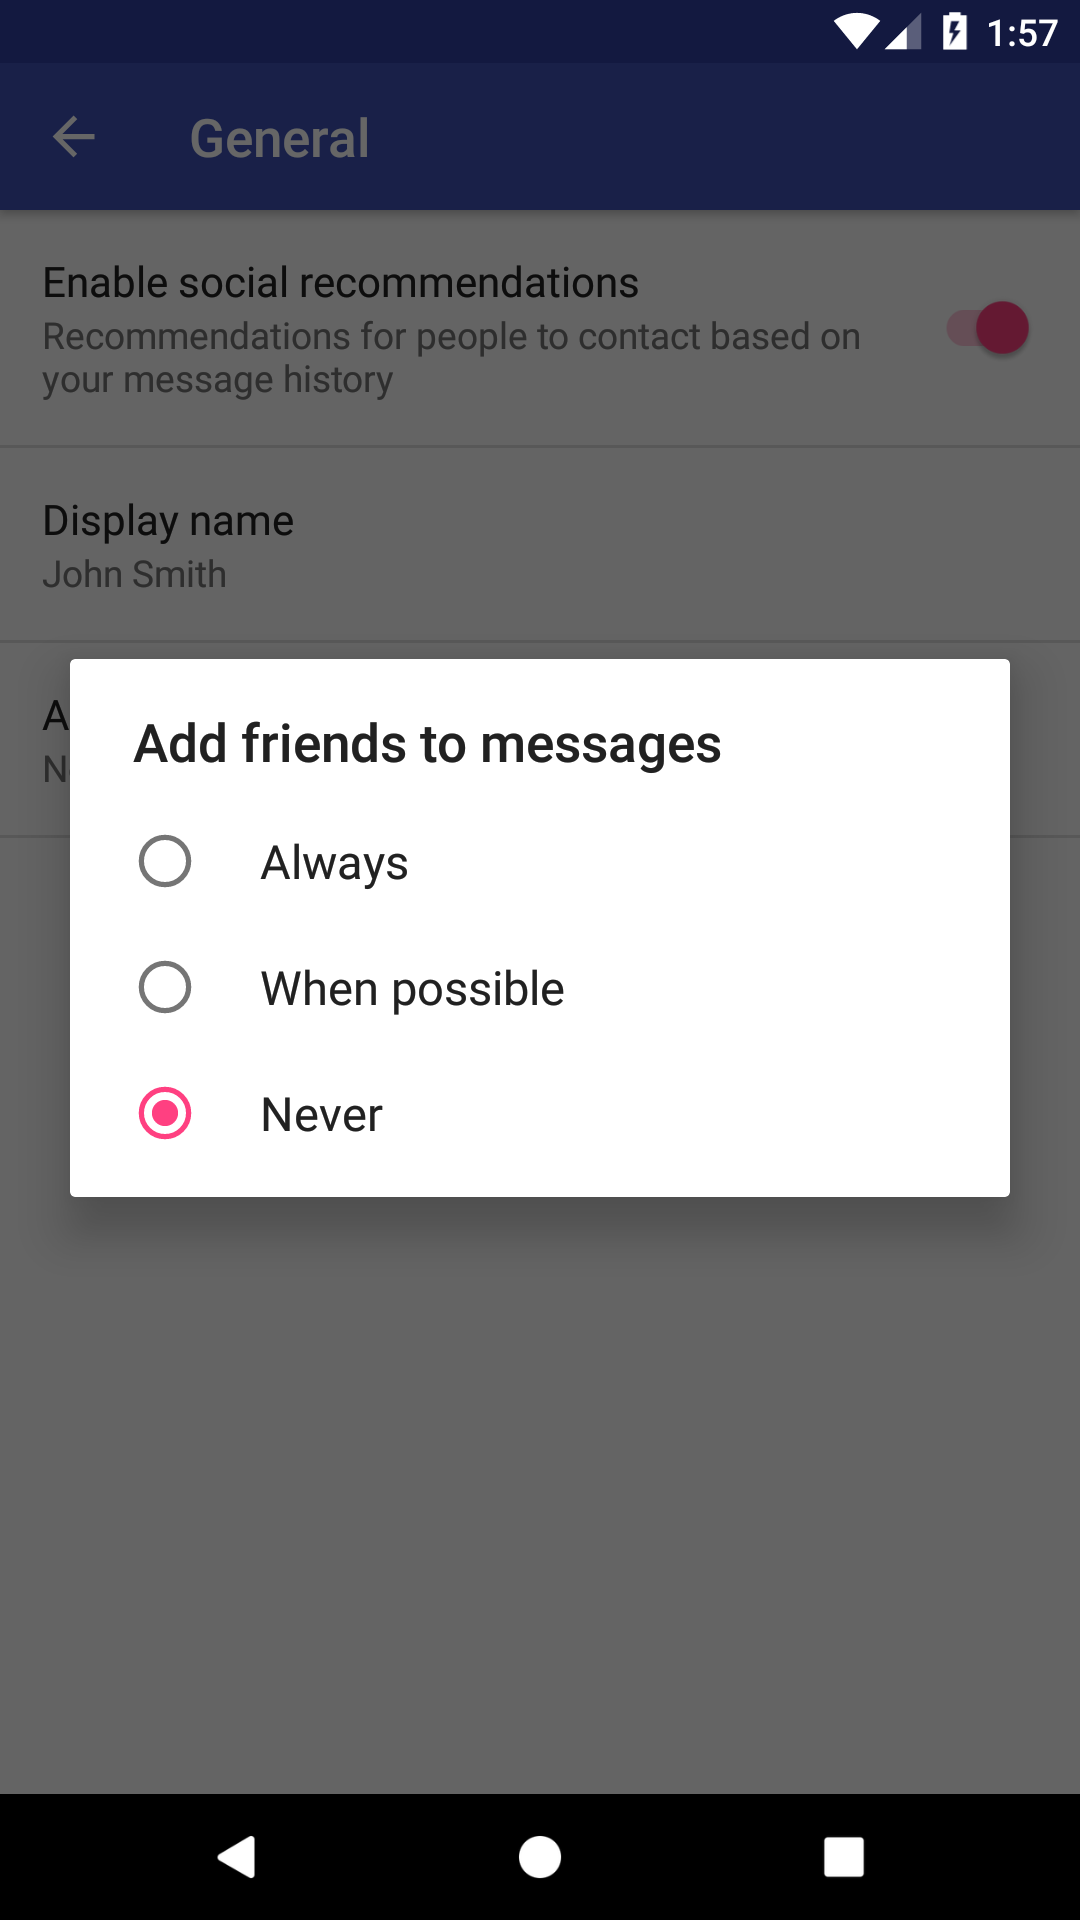 1:57
General
Enable social recommendations
Recommendations for people to contact based on
your message history
Display name
John Smith
A
N
Add friends to messages
Always
When possible
Never